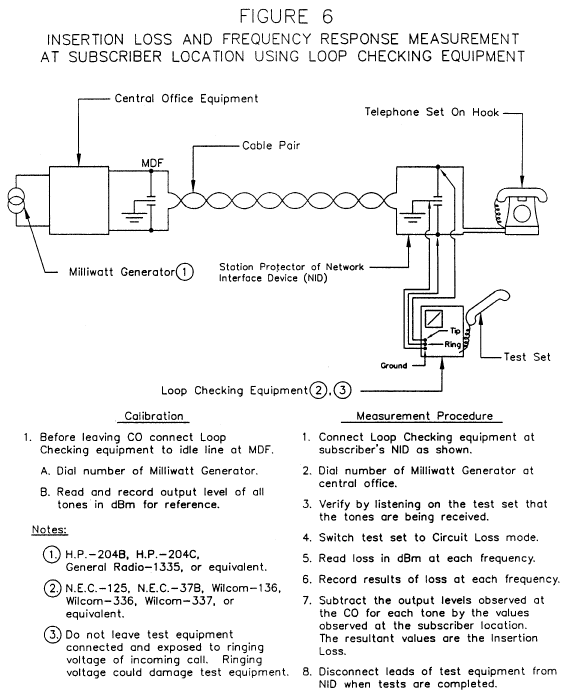 FIGURE 6
INSERTION LOSS AND FREQUENCY RESPONSE MEASUREMENT
AT SUBSCRIBER LOCATION USING LOOP CHECKING EQUIPMENT
Central Office Equipment
Telephone Set On Hook
Cable Pair
MDF
Milliwatt Generator 1
Station Protector of Network
Interface Device (NID)
Tip
Ring
Ground
Test Set
Loop Checking Equipment 2, 3
Calibration
1. Before leaving CO connect Loop
Checking equipment to idle line at MDF.
A. Dial number of Milliwatt Generator.
B. Read and record output level of all
tones in dBm for reference.
Notes:
1. H.P.-204B, H.P.-204C,
General Radio-1335, or equivalent.
2. N.E.C.-125, N.E.C.-37B, Wilcom-136,
Wilcom-336, Wilcom-337, or
equivalent.
3. Do not leave test equipment
connected and exposed to ringing
voltage of incoming call. Ringing
voltage could damage test equipment.
Measurement Procedure
1. Connect Loop Checking equipment at
subscriber's NID as shown.
2. Dial number of Milliwatt Generator at
central office.
3. Verify by listening on the test set that
the tones are being received.
4. Switch test set to Circuit Loss mode.
5. Read loss in dBm at each frequency.
6. Record results of loss at each frequency.
7. Subtract the output levels observed at
the CO for each tone by the values
observed at the subscriber location.
The resultant values are the Insertion
Loss.
8. Disconnect leads of test equipment from
NID when tests are completed.